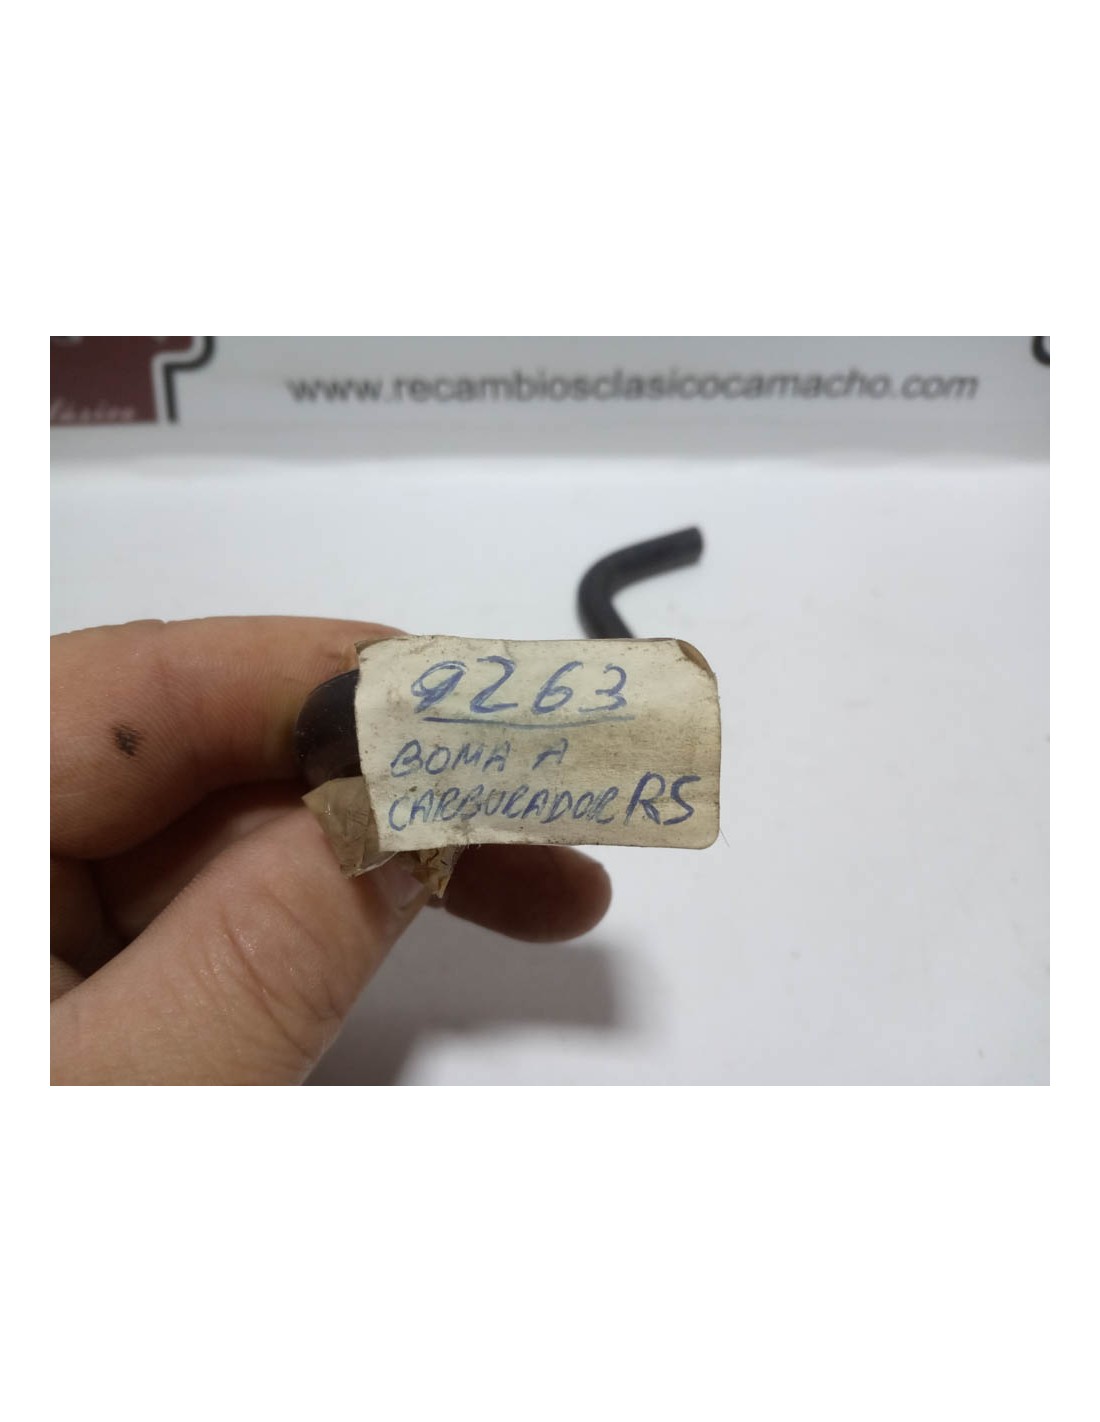 www.recambiosclasicocamacho.com
9263
BOMA A
CARBURADOR R5